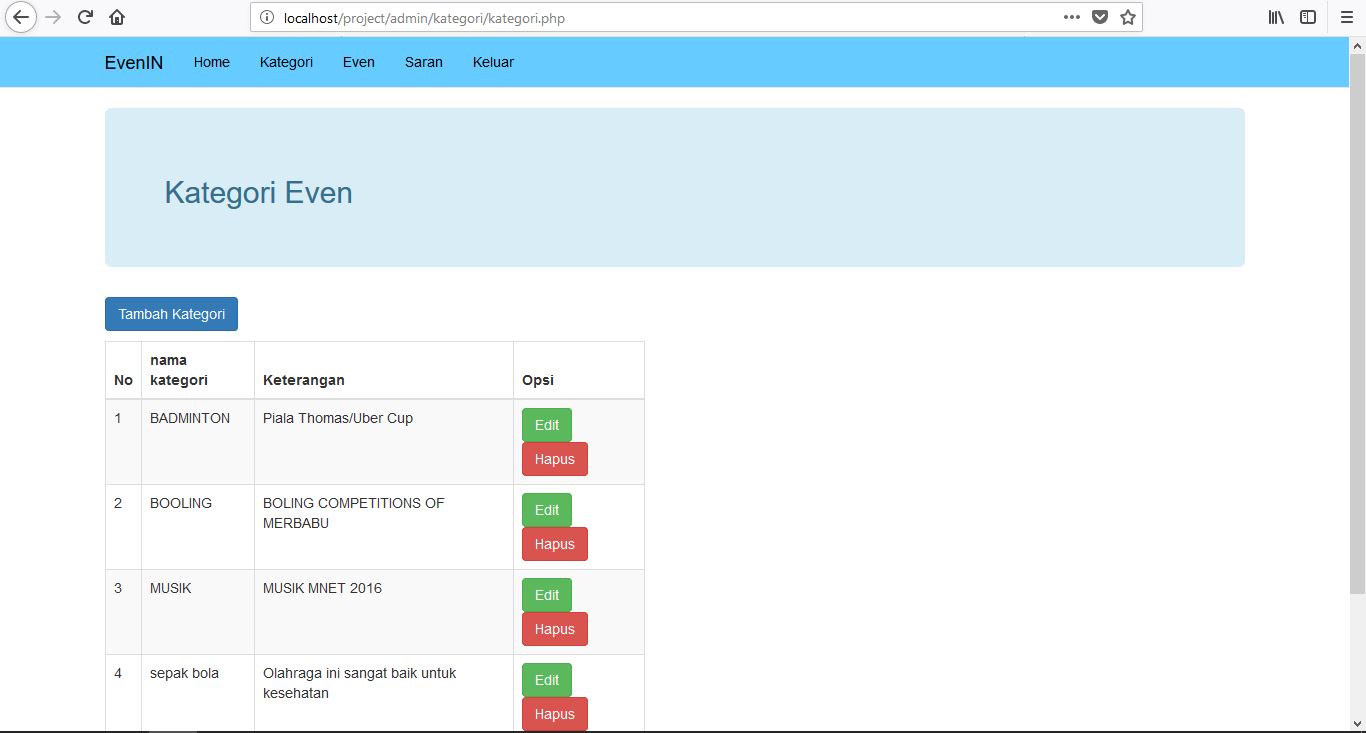 localhost/project/admin/kategori/kategori.php
EvenIN Home Kategori Even Saran Keluar
Kategori Even
Tambah Kategori
No nama kategori Keterangan Opsi
1 BADMINTON Piala Thomas/Uber Cup Edit
Hapus
2 BOOLING BOLING COMPETITIONS OF MERBABU Edit
Hapus
3 MUSIK MUSIK MNET 2016 Edit
Hapus
4 sepak bola Olahraga ini sangat baik untuk kesehatan Edit
Hapus